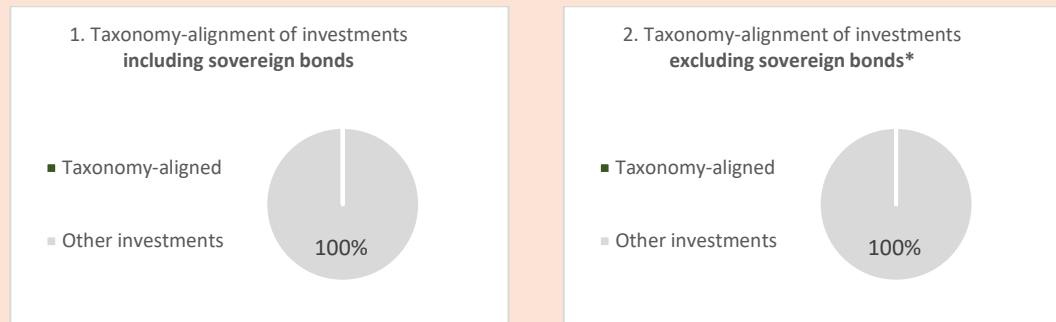 1. Taxonomy-alignment of investments
including sovereign bonds
Taxonomy-aligned
Other investments
100%
2. Taxonomy-alignment of investments
excluding sovereign bonds*
Taxonomy-aligned
Other investments
100%